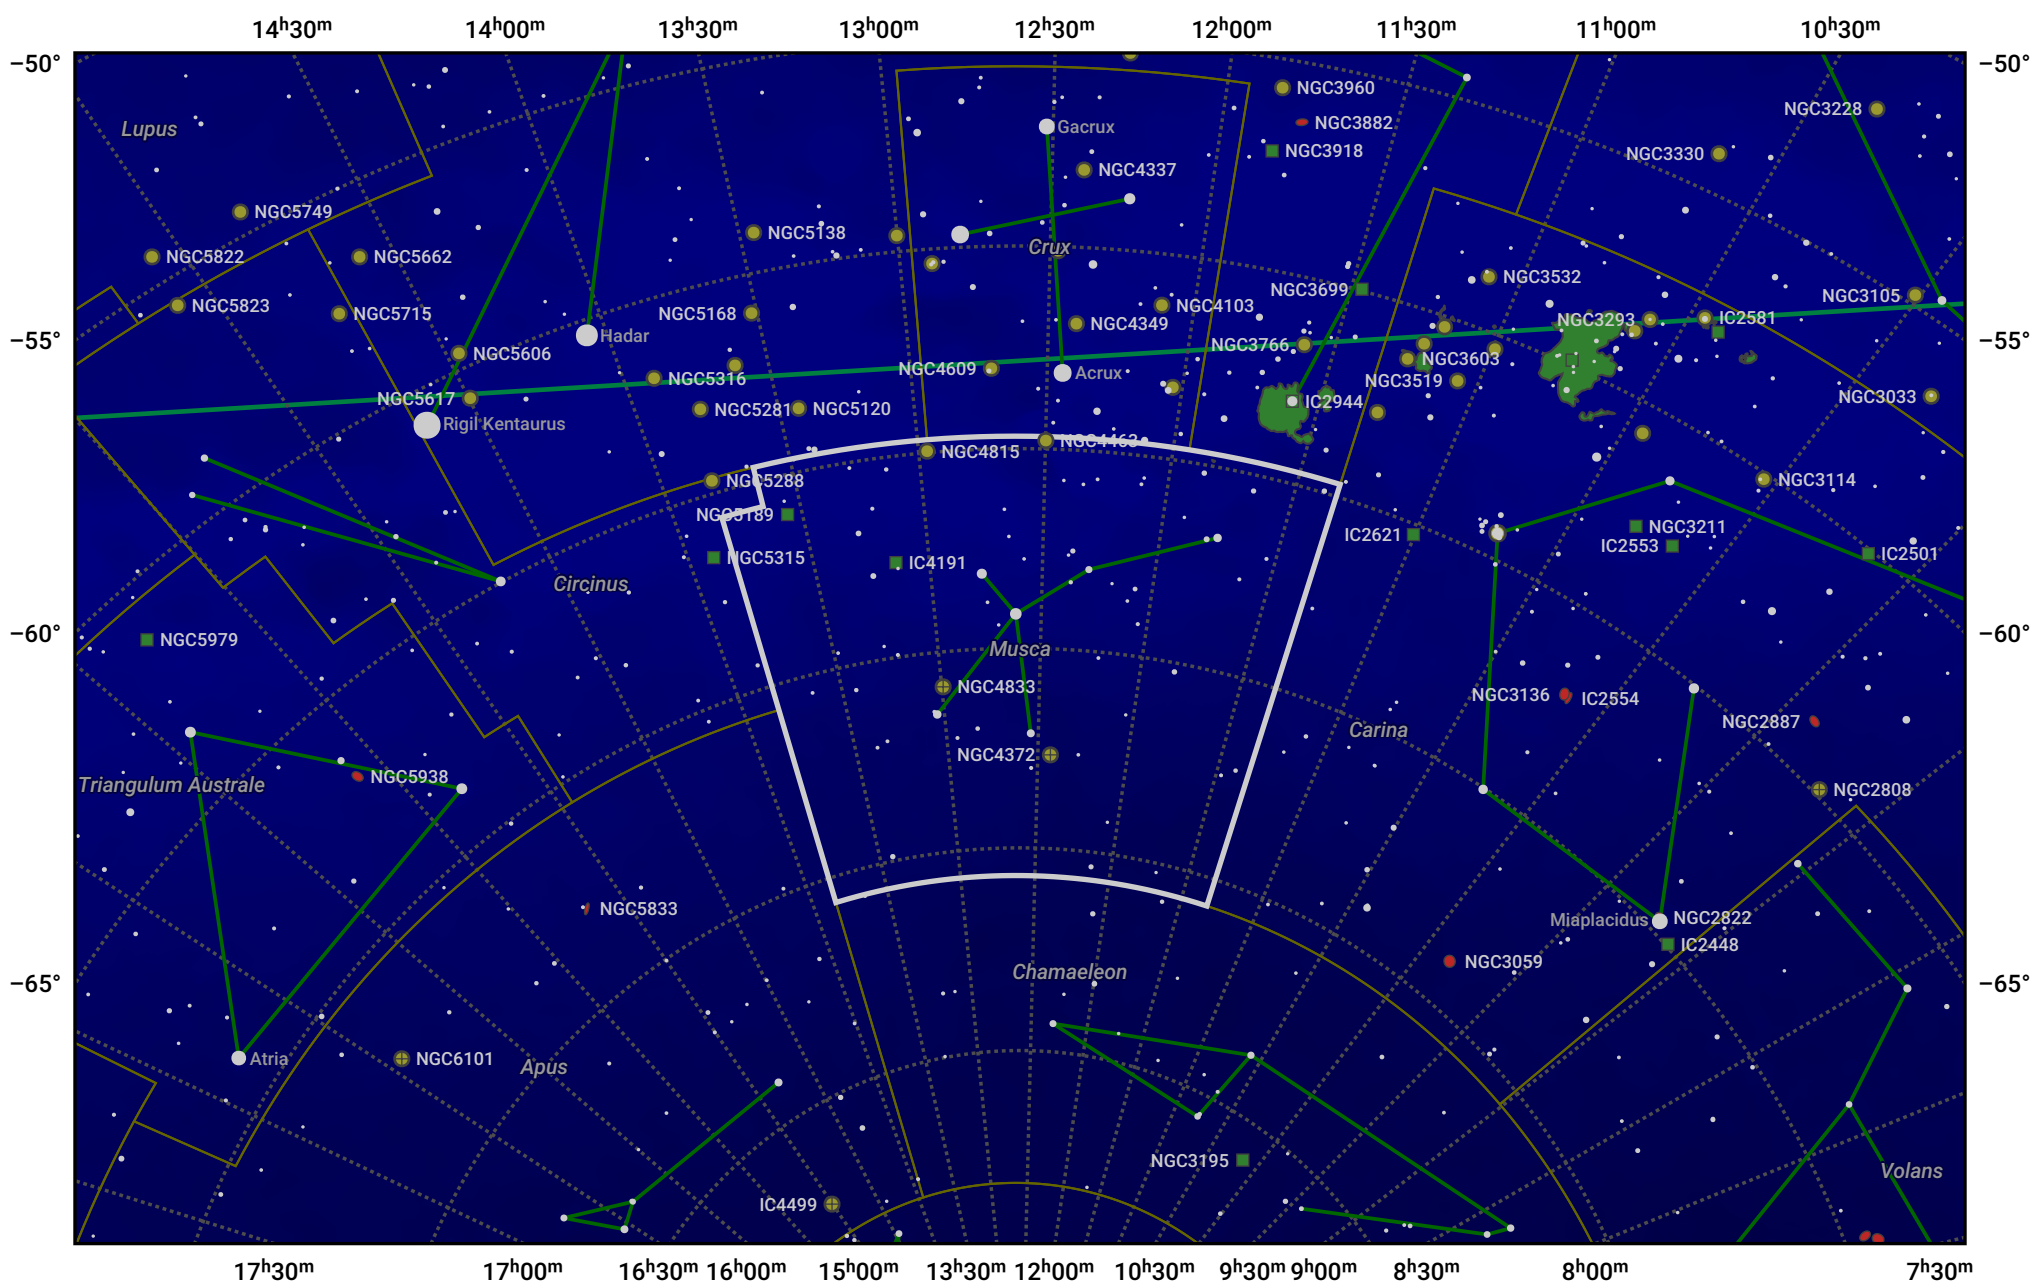 14h30m 14h00m 13h30m 13h00m 12h30m 12h00m 11h30m 11h00m 10h30m
−50° −50°
NGC3960
NGC3228
NGC3882
Lupus Gacrux
NGC3918 NGC3330
NGC4337
NGC5749
NGC5138
Crux
NGC5822 NGC5662
NGC3532
NGC3699 NGC3105
NGC5823 NGC4103
NGC5715 NGC5168 NGC4349 NGC3293 IC2581
Hadar
−55° NGC3766 −55°
NGC5606 NGC3603
NGC4609 Acrux
NGC5316 NGC3519
NGC5617 NGC3033
NGC5281 NGC5120 IC2944
Rigil Kentaurus
NGC4463
NGC4815
NGC5288 NGC3114
NGC5189
NGC3211
IC2621
IC2553 IC2501
NGC5315 IC4191
Circinus
−60° −60°
NGC5979
Musca
NGC4833
NGC3136 IC2554
NGC2887
Carina
NGC4372
NGC5938
Triangulum Australe NGC2808
NGC5833
Miaplacidus NGC2822
IC2448
NGC3059
Chamaeleon
−65° −65°
Atria NGC6101
Apus
NGC3195
Volans
IC4499
17h30m 17h00m 16h30m 16h00m 15h00m 13h30m 12h00m 10h30m 9h30m 9h00m 8h30m 8h00m 7h30m